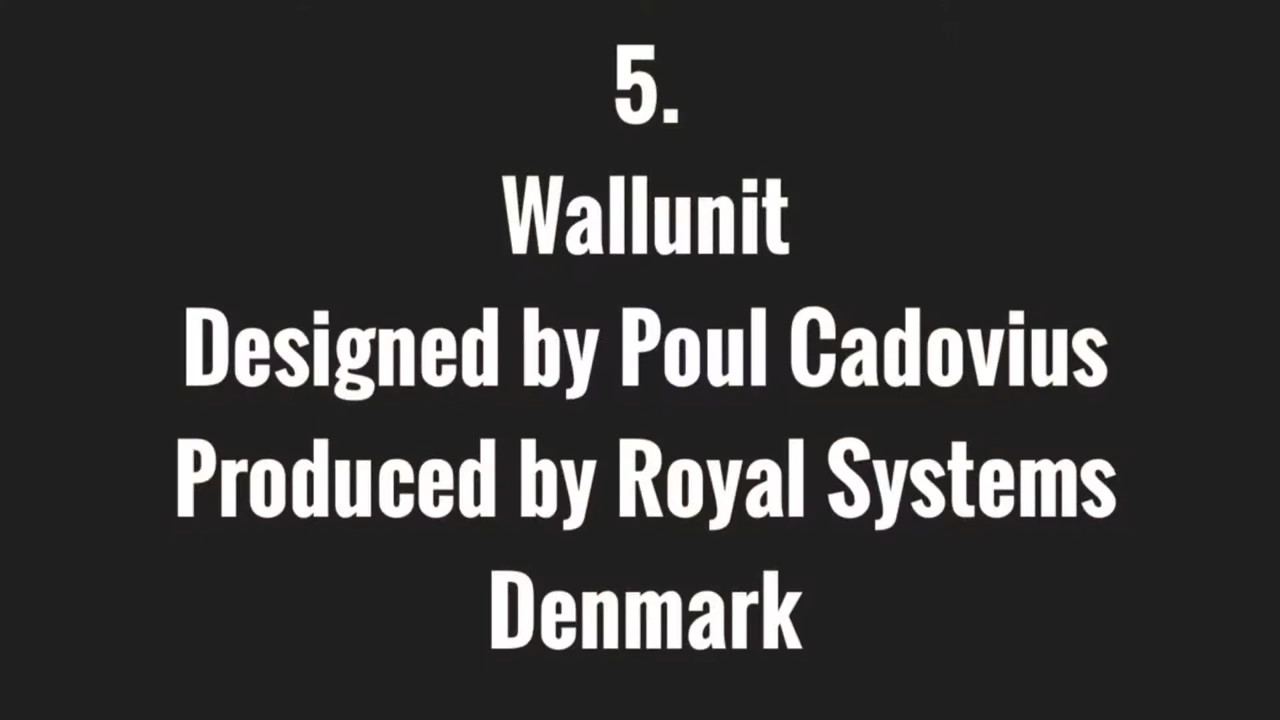 5.
Wallunit
Designed by Poul Cadovius
Produced by Royal Systems
Denmark